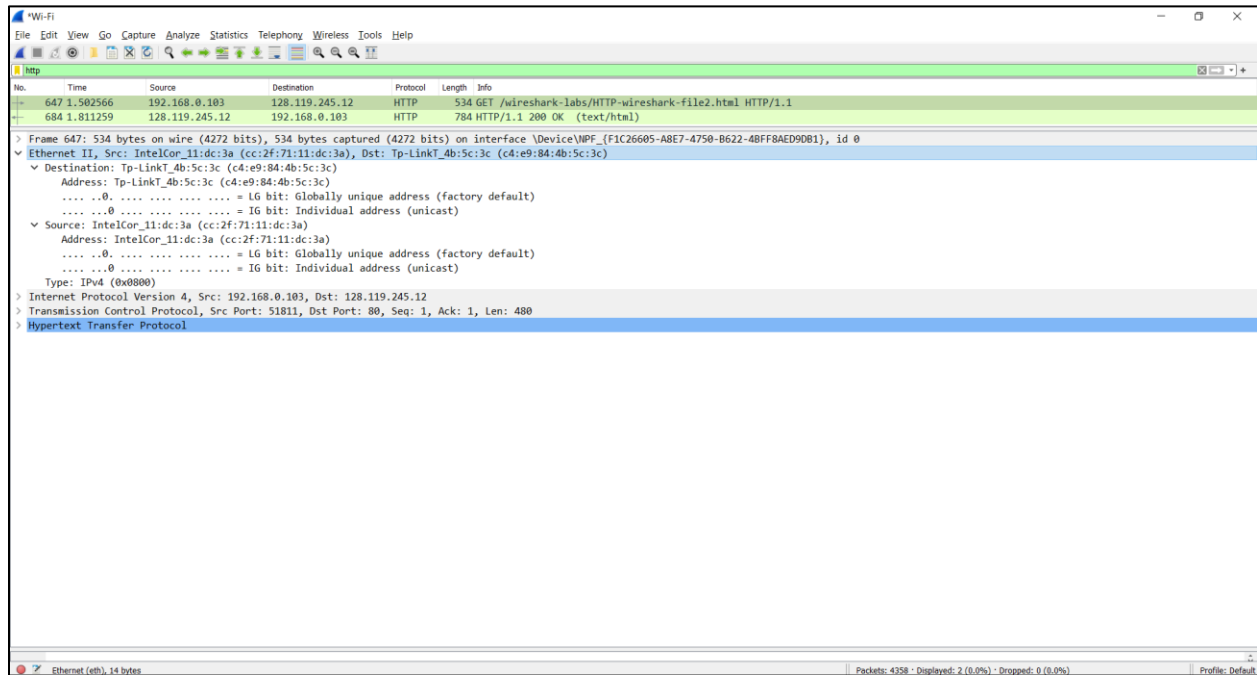 *Wi-Fi
File Edit View Go Capture Analyze Statistics Telephony Wireless Tools Help
http
No. Time Source Destination Protocol Length Info
647 1.502566 192.168.0.103 128.119.245.12 HTTP 534 GET /wireshark-labs/HTTP-wireshark-file2.html HTTP/1.1
684 1.811259 128.119.245.12 192.168.0.103 HTTP 784 HTTP/1.1 200 OK (text/html)
Frame 647: 534 bytes on wire (4272 bits), 534 bytes captured (4272 bits) on interface \Device\NPF_{F1C26605-A8E7-4750-B622-4BFF8AED9DB1}, id 0
Ethernet II, Src: IntelCor_11:dc:3a (cc:2f:71:11:dc:3a), Dst: Tp-LinkT_4b:5c:3c (c4:e9:84:4b:5c:3c)
Destination: Tp-LinkT_4b:5c:3c (c4:e9:84:4b:5c:3c)
Address: Tp-LinkT_4b:5c:3c (c4:e9:84:4b:5c:3c)
.... ..0. .... .... .... .... = LG bit: Globally unique address (factory default)
.... ...0 .... .... .... .... = IG bit: Individual address (unicast)
Source: IntelCor_11:dc:3a (cc:2f:71:11:dc:3a)
Address: IntelCor_11:dc:3a (cc:2f:71:11:dc:3a)
.... ..0. .... .... .... .... = LG bit: Globally unique address (factory default)
.... ...0 .... .... .... .... = IG bit: Individual address (unicast)
Type: IPv4 (0x0800)
Internet Protocol Version 4, Src: 192.168.0.103, Dst: 128.119.245.12
Transmission Control Protocol, Src Port: 51811, Dst Port: 80, Seq: 1, Ack: 1, Len: 480
Hypertext Transfer Protocol
Ethernet (eth), 14 bytes Packets: 4358 · Displayed: 2 (0.0%) · Dropped: 0 (0.0%) Profile: Default